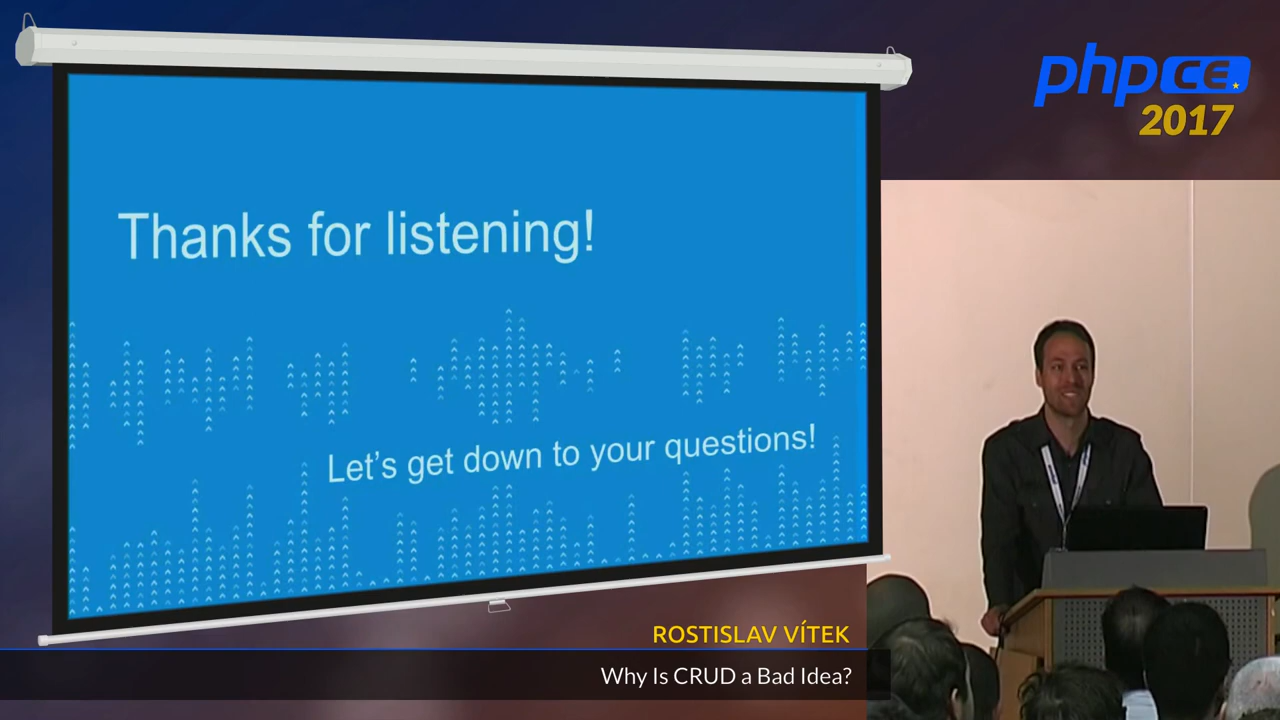 phpCE
2017
Thanks for listening!
Let's get down to your questions!
ROSTISLAV VÍTEK
Why Is CRUD a Bad Idea?